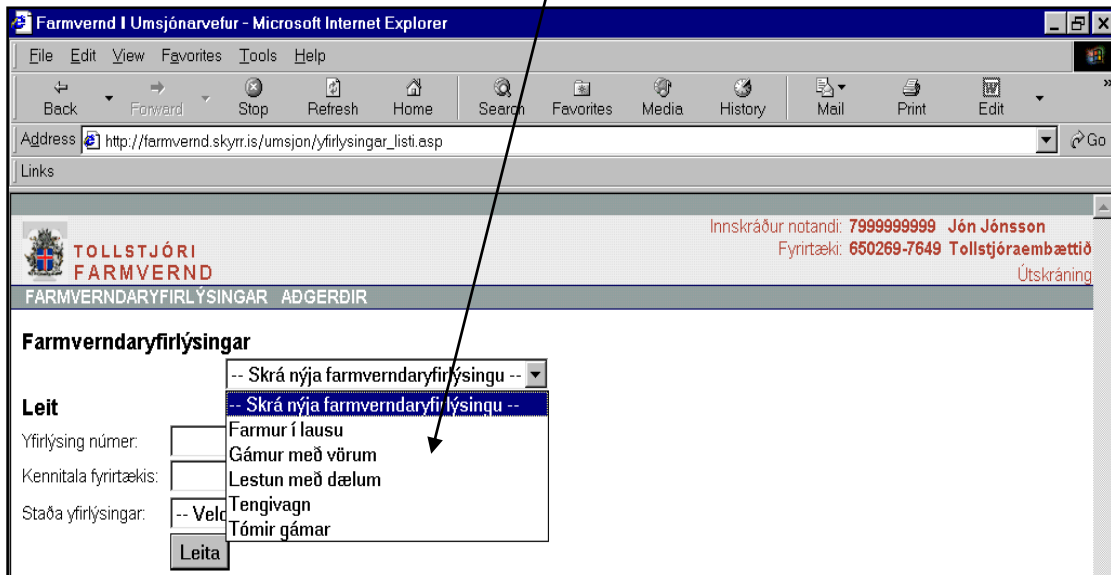 Farmvernd I Umsjónarvefur - Microsoft Internet Explorer
File Edit View Favorites Tools Help
Back Forward Stop Refresh Home Search Favorites Media History Mail Print Edit »
Address http://farmvernd.skyrr.is/umsjon/yfirlysingar_listi.asp Go
Links
Innskráður notandi: 7999999999 Jón Jónsson
TOLLSTJÓRI
Fyrirtæki: 650269-7649 Tollstjóraembættið
FARMVERND
Útskráning
FARMVERNDARYFIRLÝSINGAR AÐGERÐIR
Farmverndaryfirlýsingar
-- Skrá nýja farmverndaryfirlýsingu --
-- Skrá nýja farmverndaryfirlýsingu --
Leit
Farmur í lausu
Yfirlýsing númer:
Gámur með vörum
Kennitala fyrirtækis:
Lestun með dælum
Tengivagn
Staða yfirlýsingar: -- Vel
Tómir gámar
Leita